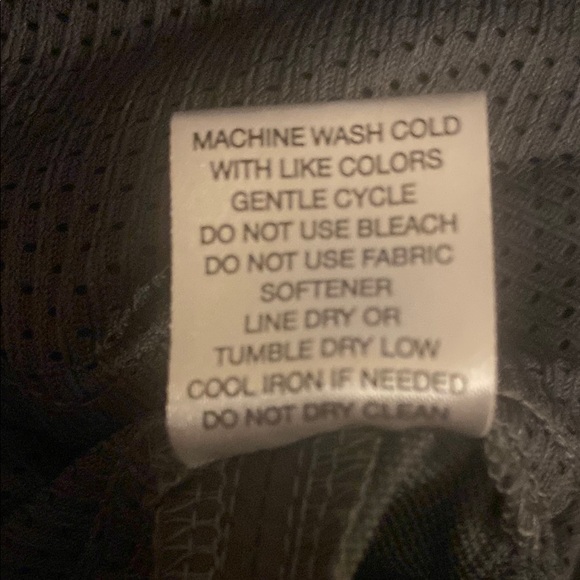 MACHINE WASH COLD
WITH LIKE COLORS
GENTLE CYCLE
DO NOT USE BLEACH
DO NOT USE FABRIC
SOFTENER
LINE DRY OR
TUMBLE DRY LOW
COOL IRON IF NEEDED
DO NOT DRY CLEAN